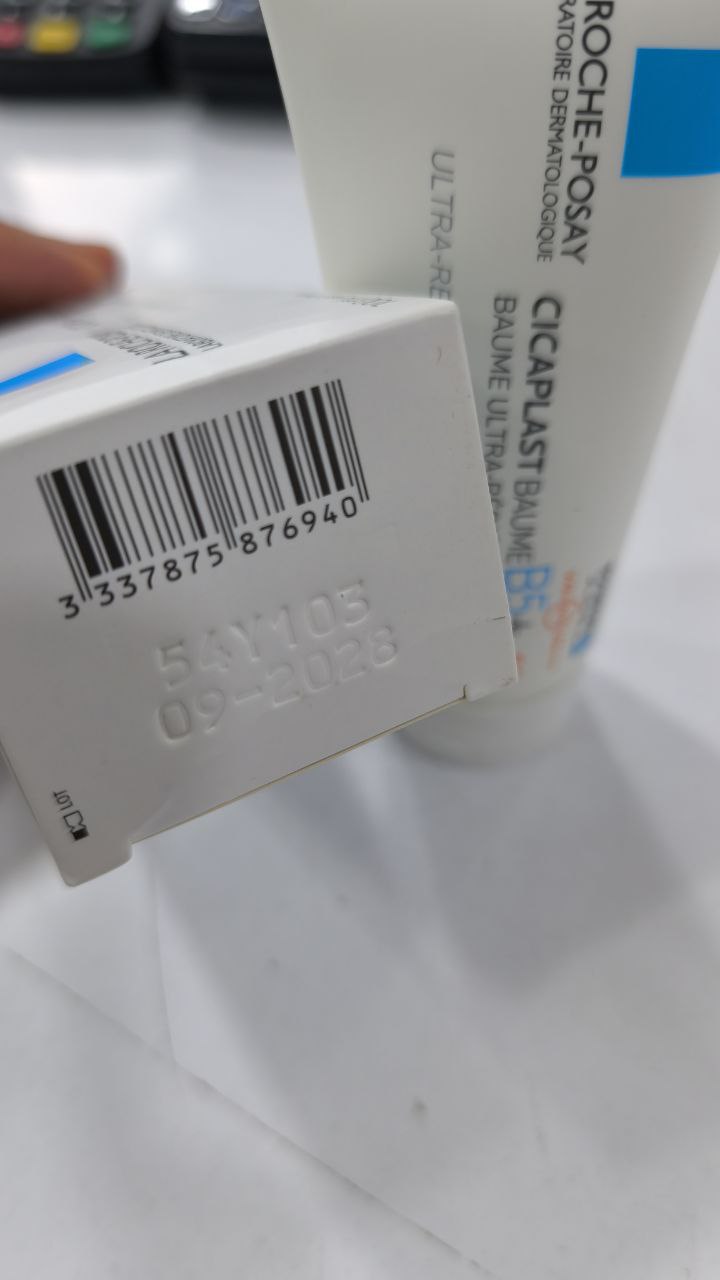 ROCHE-POSAY
RATOIRE DERMATOLOGIQUE
CICAPLAST BAUME B5+
BAUME ULTRA-RÉ
ULTRA-RE
3 337875 876940
54Y103
09-2028
LOT